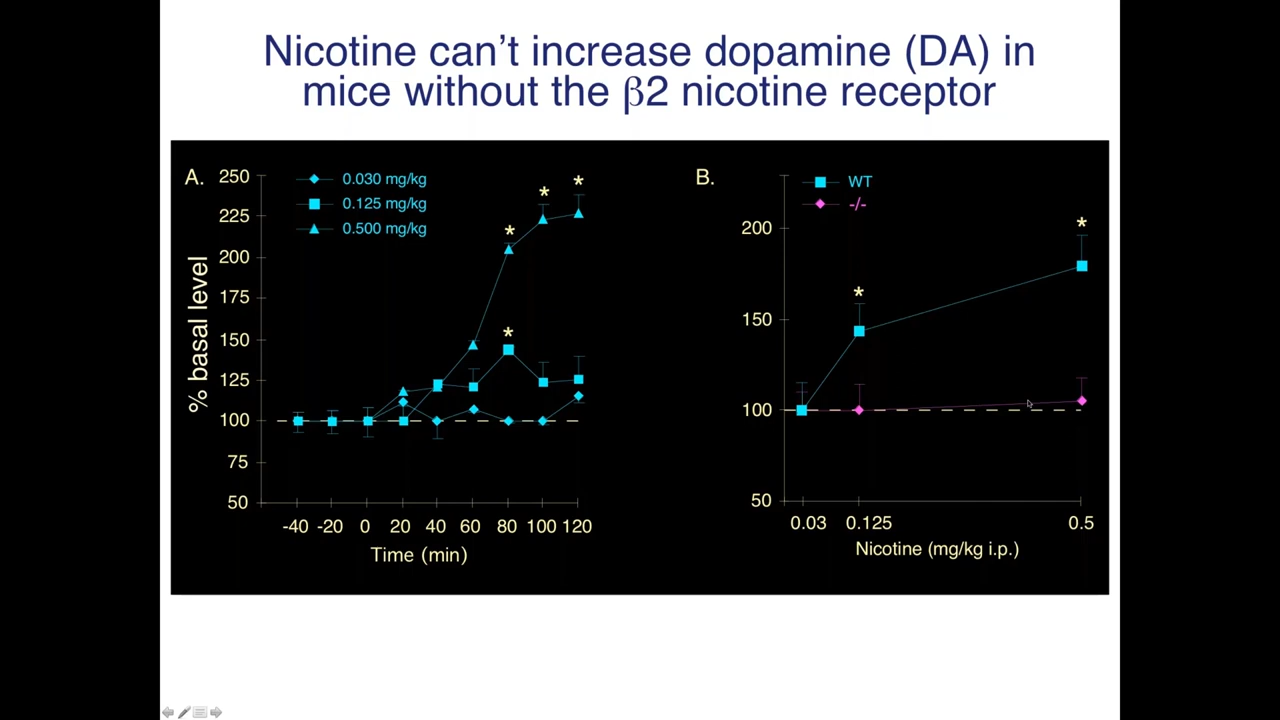 Nicotine can't increase dopamine (DA) in
mice without the β2 nicotine receptor
A.
0.030 mg/kg
0.125 mg/kg
0.500 mg/kg
% basal level
250
225
200
175
150
125
100
75
50
* * * *
-40 -20 0 20 40 60 80 100 120
Time (min)
B.
WT
-/-
200
150
100
50
* *
0.03 0.125 0.5
Nicotine (mg/kg i.p.)